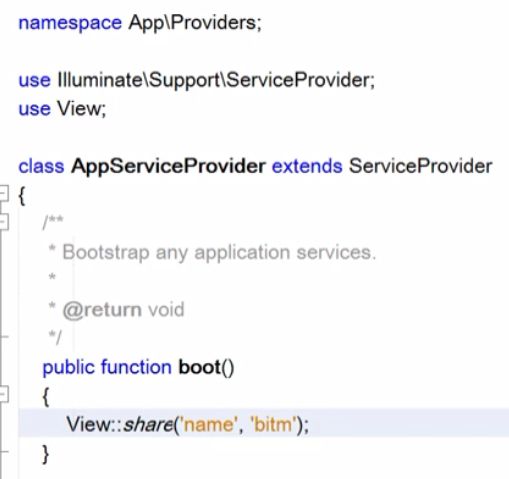 namespace App\Providers;
use Illuminate\Support\ServiceProvider;
use View;
class AppServiceProvider extends ServiceProvider
{
/**
* Bootstrap any application services.
*
* @return void
*/
public function boot()
{
View::share('name', 'bitm');
}